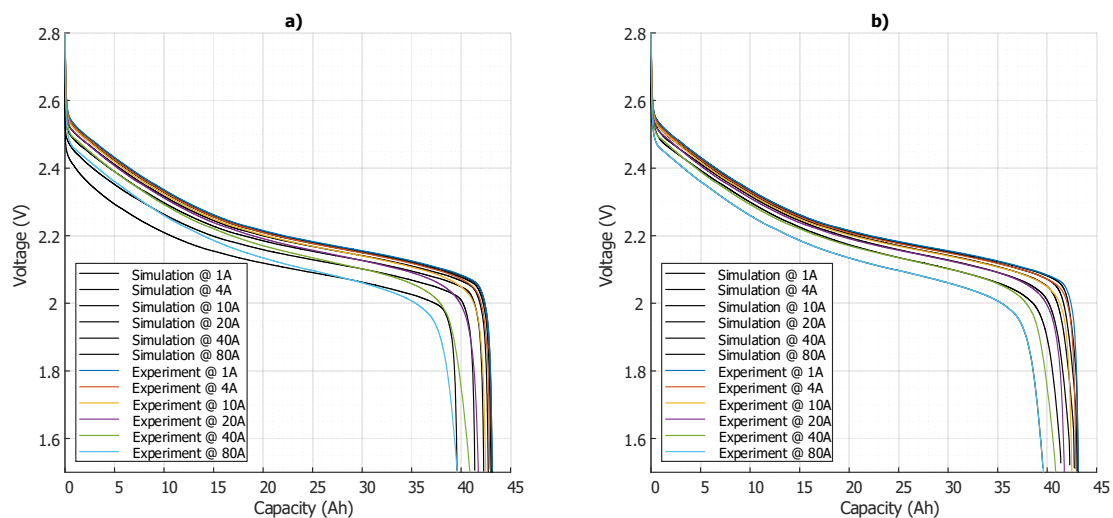 a)
2.8
2.6
2.4
2.2
2
1.8
1.6
Voltage (V)
Simulation @ 1A
Simulation @ 4A
Simulation @ 10A
Simulation @ 20A
Simulation @ 40A
Simulation @ 80A
Experiment @ 1A
Experiment @ 4A
Experiment @ 10A
Experiment @ 20A
Experiment @ 40A
Experiment @ 80A
0 5 10 15 20 25 30 35 40 45
Capacity (Ah)
b)
2.8
2.6
2.4
2.2
2
1.8
1.6
Voltage (V)
Simulation @ 1A
Simulation @ 4A
Simulation @ 10A
Simulation @ 20A
Simulation @ 40A
Simulation @ 80A
Experiment @ 1A
Experiment @ 4A
Experiment @ 10A
Experiment @ 20A
Experiment @ 40A
Experiment @ 80A
0 5 10 15 20 25 30 35 40 45
Capacity (Ah)